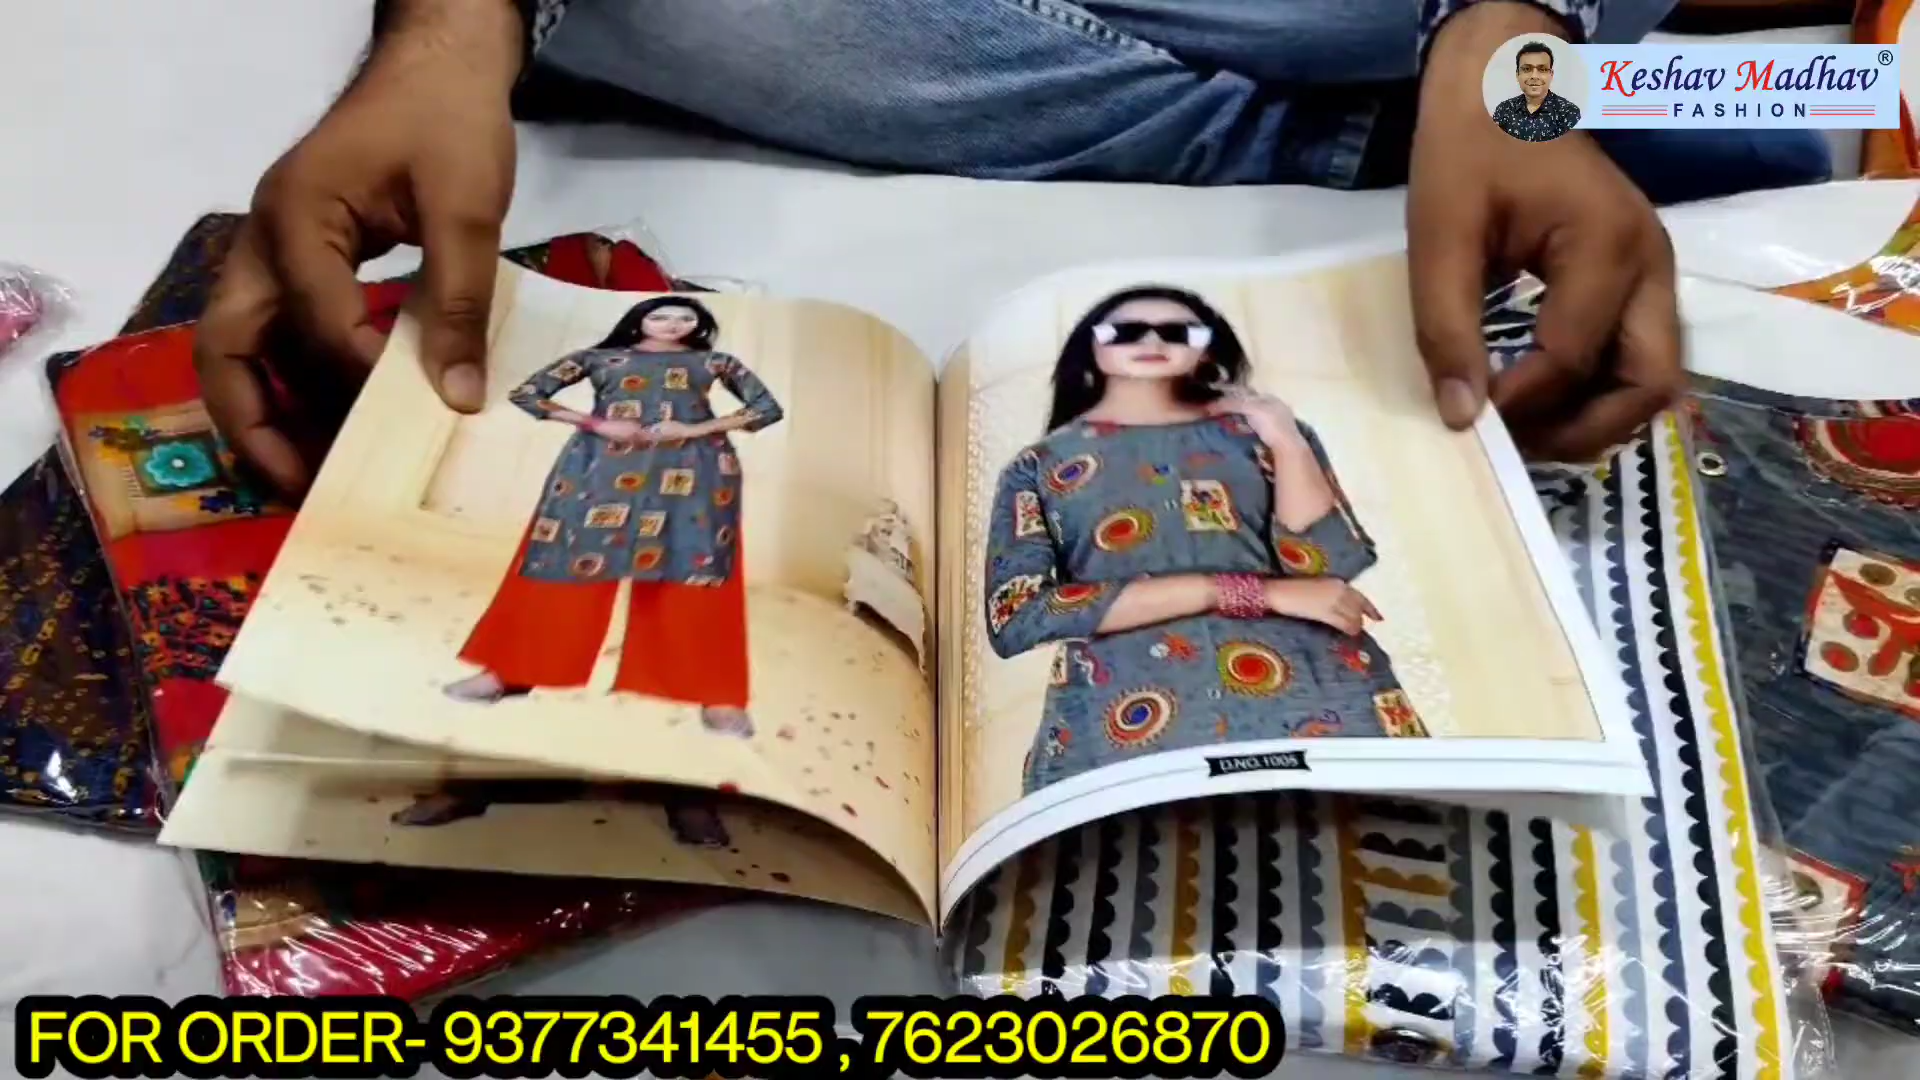 Keshav Madhav®
FASHION
D.NO. 1005
FOR ORDER- 9377341455 , 7623026870